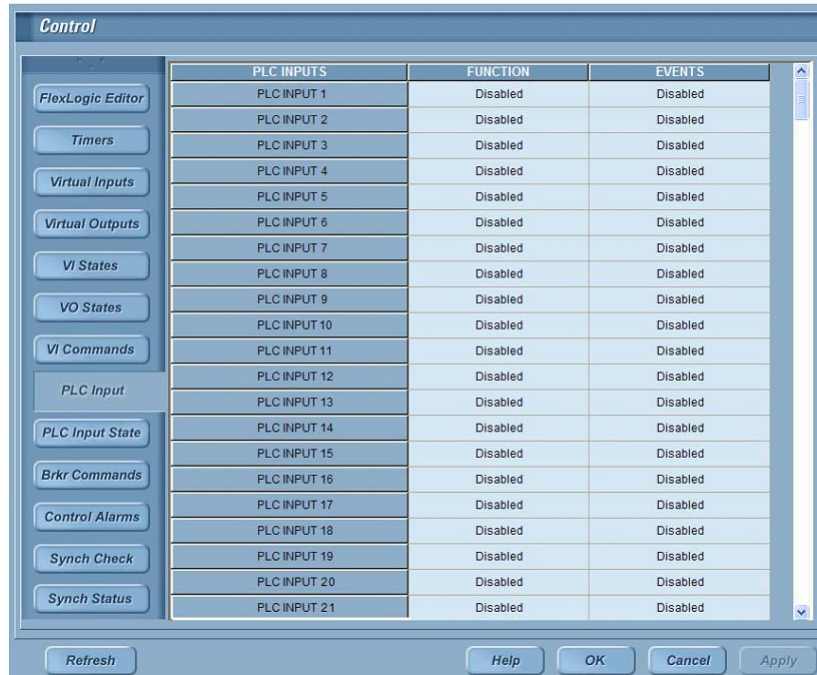 Control
PLC INPUTS FUNCTION EVENTS
FlexLogic Editor
Timers
Virtual Inputs
Virtual Outputs
VI States
VO States
VI Commands
PLC Input
PLC Input State
Brkr Commands
Control Alarms
Synch Check
Synch Status
PLC INPUT 1 Disabled Disabled
PLC INPUT 2 Disabled Disabled
PLC INPUT 3 Disabled Disabled
PLC INPUT 4 Disabled Disabled
PLC INPUT 5 Disabled Disabled
PLC INPUT 6 Disabled Disabled
PLC INPUT 7 Disabled Disabled
PLC INPUT 8 Disabled Disabled
PLC INPUT 9 Disabled Disabled
PLC INPUT 10 Disabled Disabled
PLC INPUT 11 Disabled Disabled
PLC INPUT 12 Disabled Disabled
PLC INPUT 13 Disabled Disabled
PLC INPUT 14 Disabled Disabled
PLC INPUT 15 Disabled Disabled
PLC INPUT 16 Disabled Disabled
PLC INPUT 17 Disabled Disabled
PLC INPUT 18 Disabled Disabled
PLC INPUT 19 Disabled Disabled
PLC INPUT 20 Disabled Disabled
PLC INPUT 21 Disabled Disabled
Refresh Help OK Cancel Apply